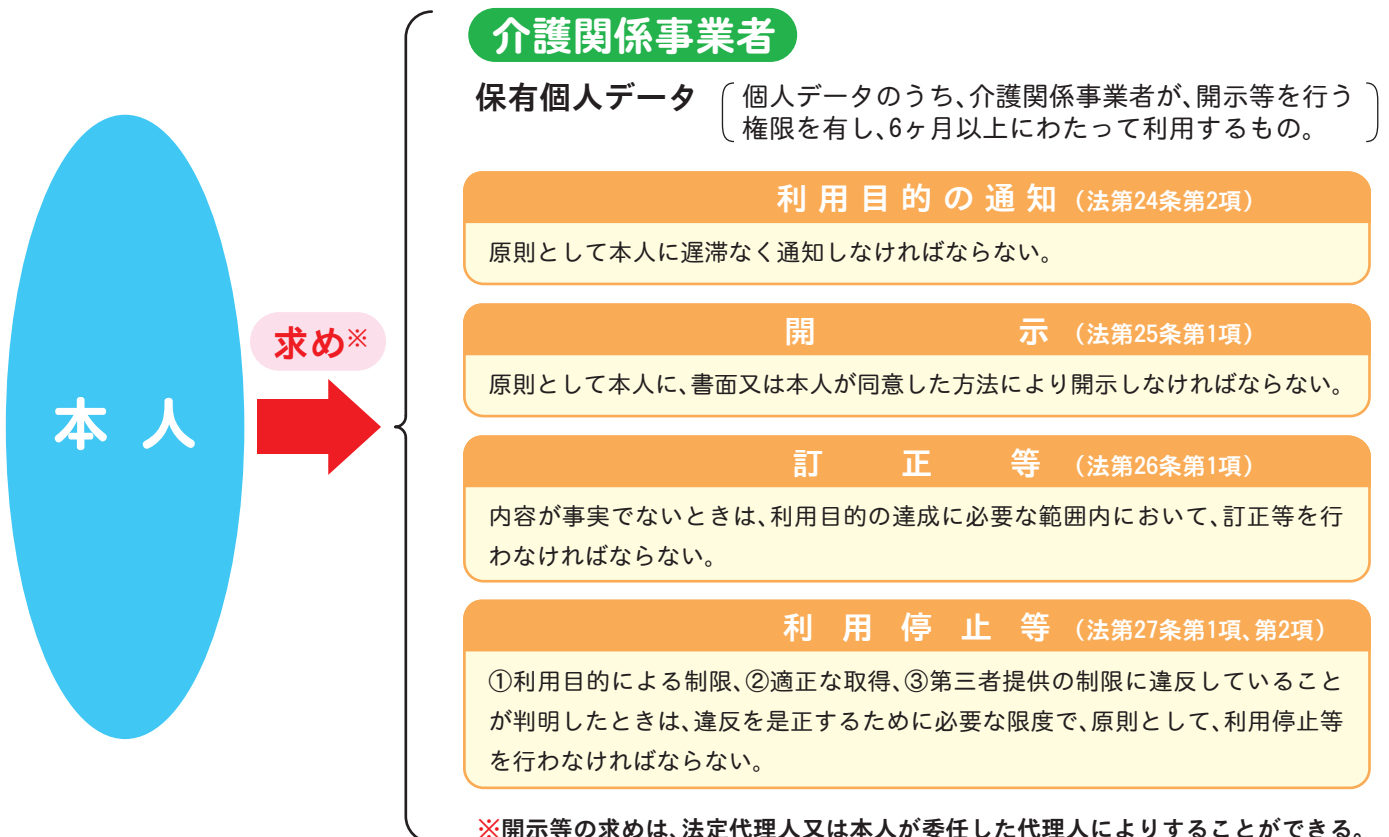 介護関係事業者
保有個人データ
個人データのうち、介護関係事業者が、開示等を行う
権限を有し、6ヶ月以上にわたって利用するもの。
利用目的の通知（法第24条第2項）
原則として本人に遅滞なく通知しなければならない。
求め※
本人
開示（法第25条第1項）
原則として本人に、書面又は本人が同意した方法により開示しなければならない。
訂正等（法第26条第1項）
内容が事実でないときは、利用目的の達成に必要な範囲内において、訂正等を行
わなければならない。
利用停止等（法第27条第1項、第2項）
①利用目的による制限、②適正な取得、③第三者提供の制限に違反していること
が判明したときは、違反を是正するために必要な限度で、原則として、利用停止等
を行わなければならない。
※開示等の求めは、法定代理人又は本人が委任した代理人によりすることができる。